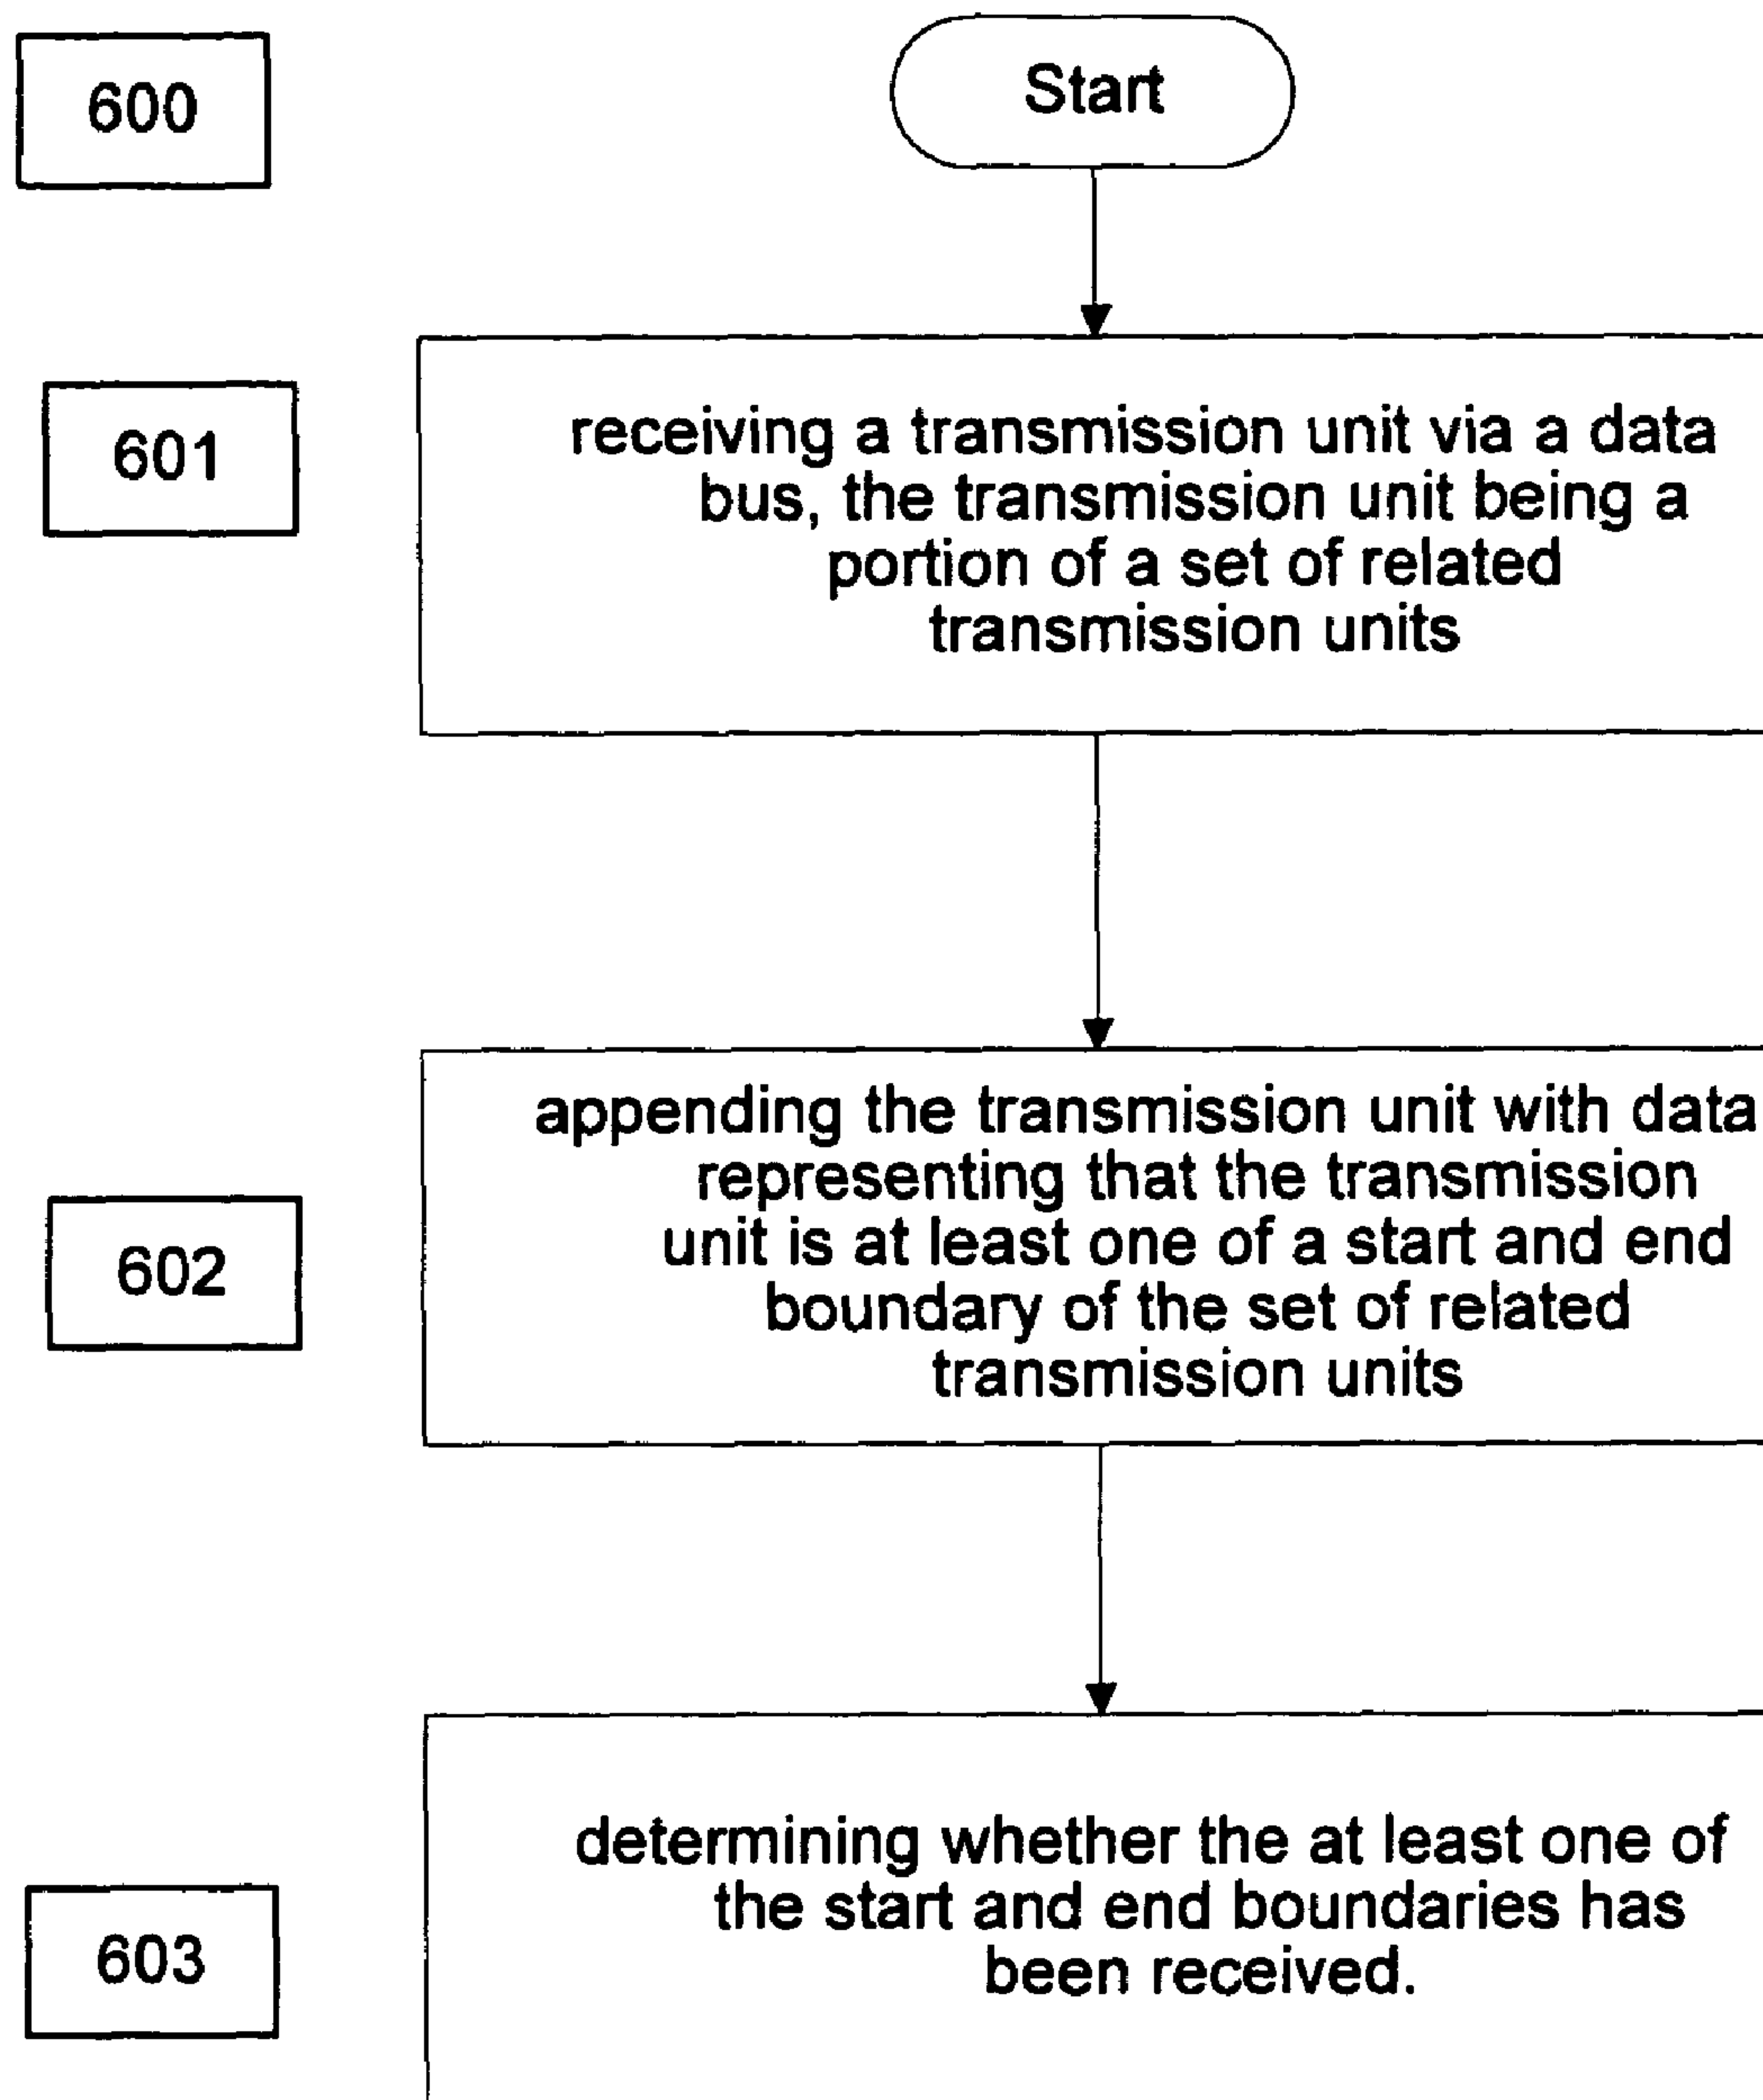 600
Start
601
receiving a transmission unit via a data
bus, the transmission unit being a
portion of a set of related
transmission units
602
appending the transmission unit with data
representing that the transmission
unit is at least one of a start and end
boundary of the set of related
transmission units
603
determining whether the at least one of
the start and end boundaries has
been received.